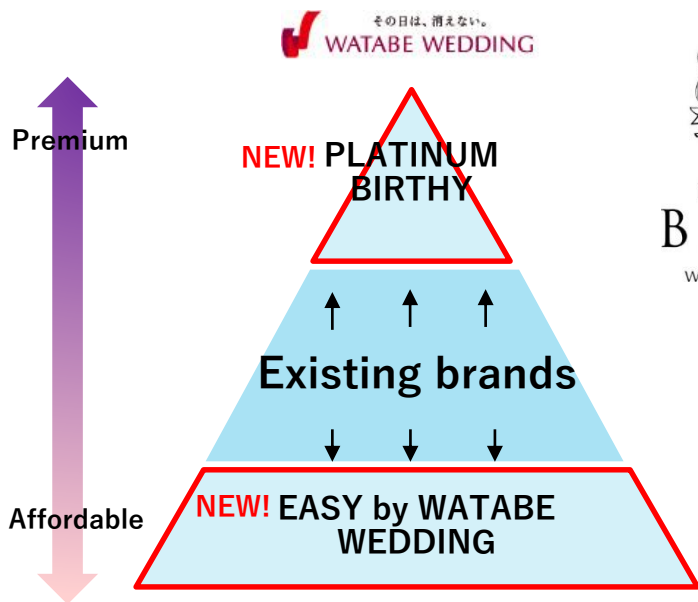 その日は、消えない。
WATABE WEDDING
Premium
NEW! PLATINUM
BIRTHY
B
W
Existing brands
Affordable
NEW! EASY by WATABE
WEDDING